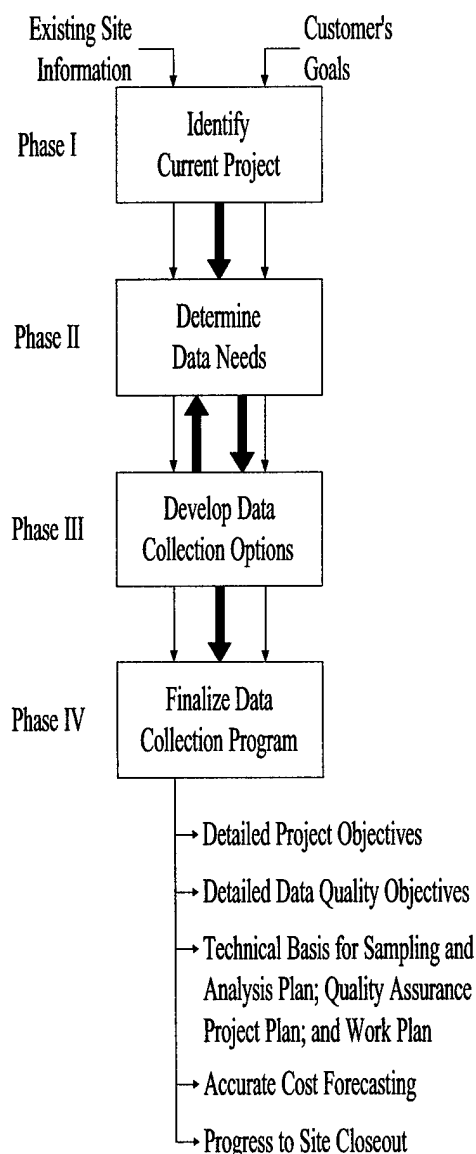 Existing Site
Information
Customer's
Goals
Phase I
Identify
Current Project
Phase II
Determine
Data Needs
Phase III
Develop Data
Collection Options
Phase IV
Finalize Data
Collection Program
Detailed Project Objectives
Detailed Data Quality Objectives
Technical Basis for Sampling and
Analysis Plan; Quality Assurance
Project Plan; and Work Plan
Accurate Cost Forecasting
Progress to Site Closeout